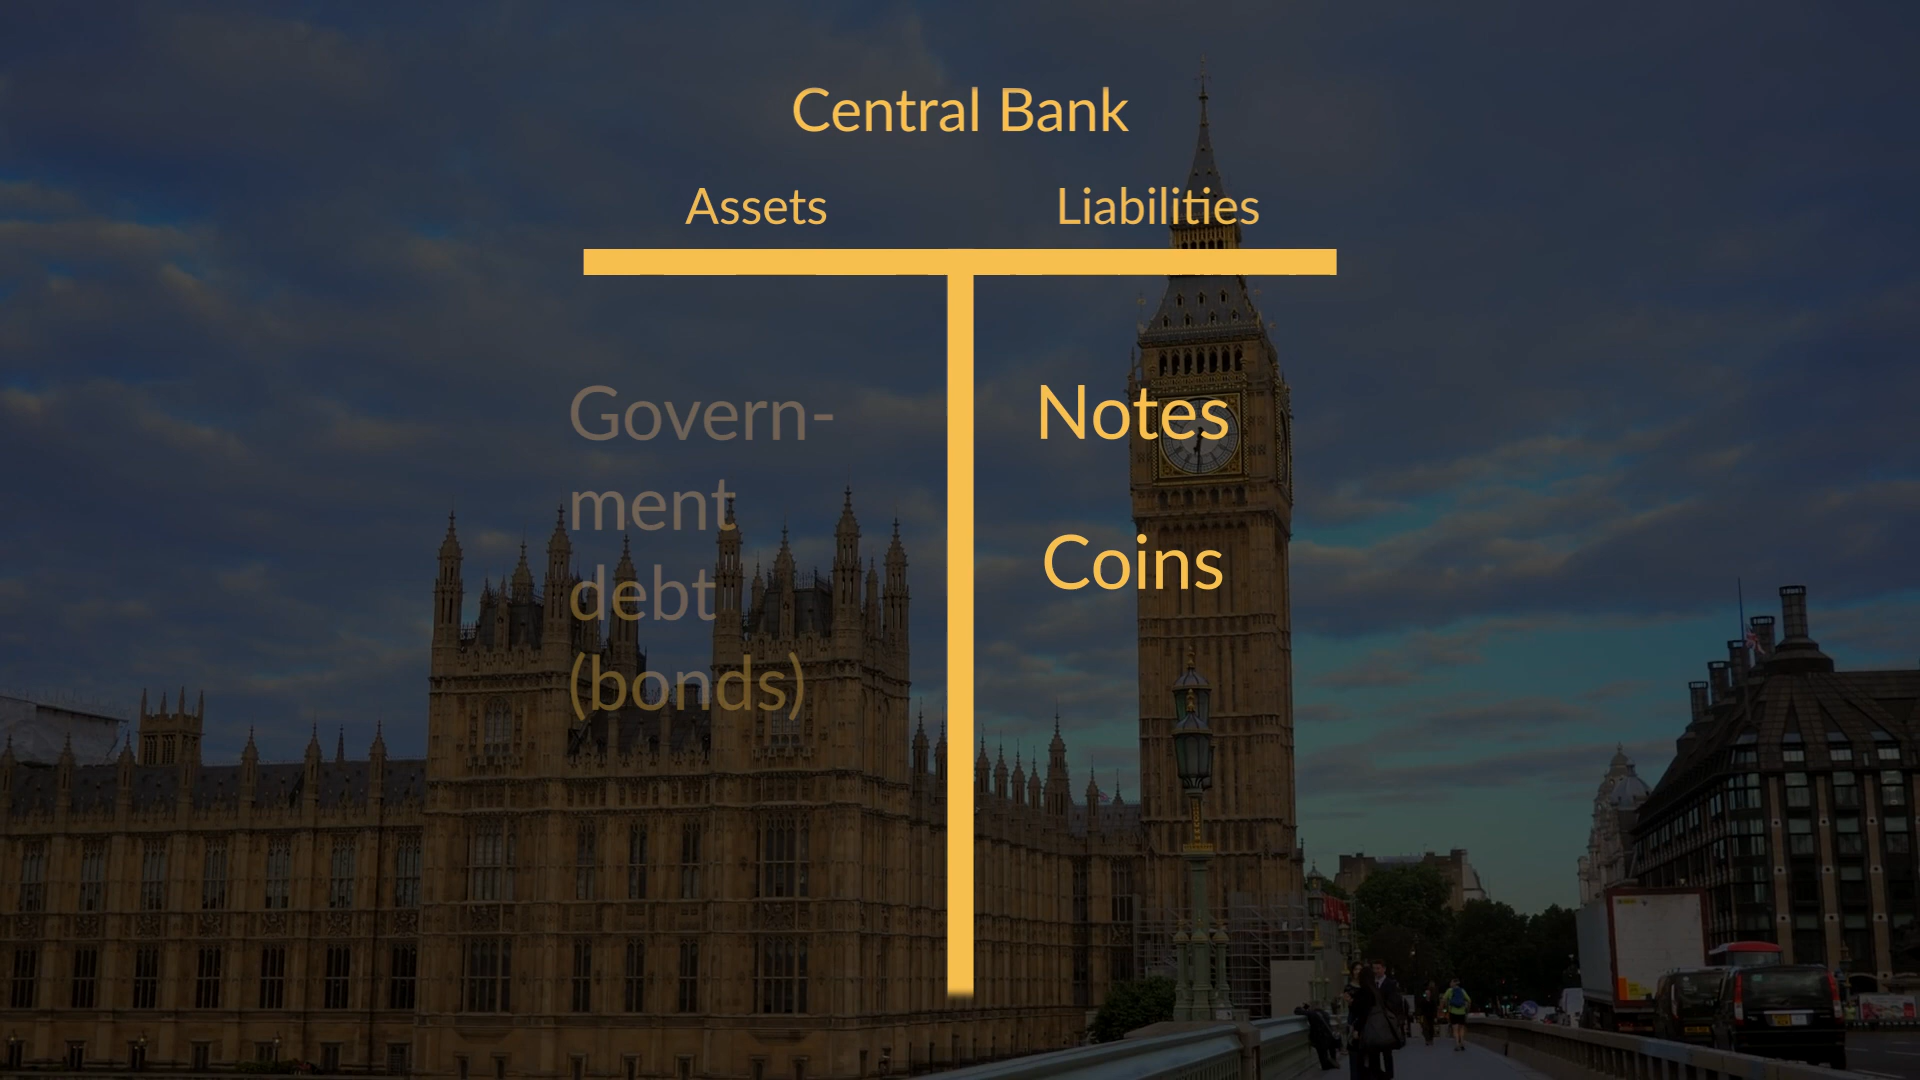 Central Bank
Assets
Liabilities
Govern-
ment
debt
(bonds)
Notes
Coins